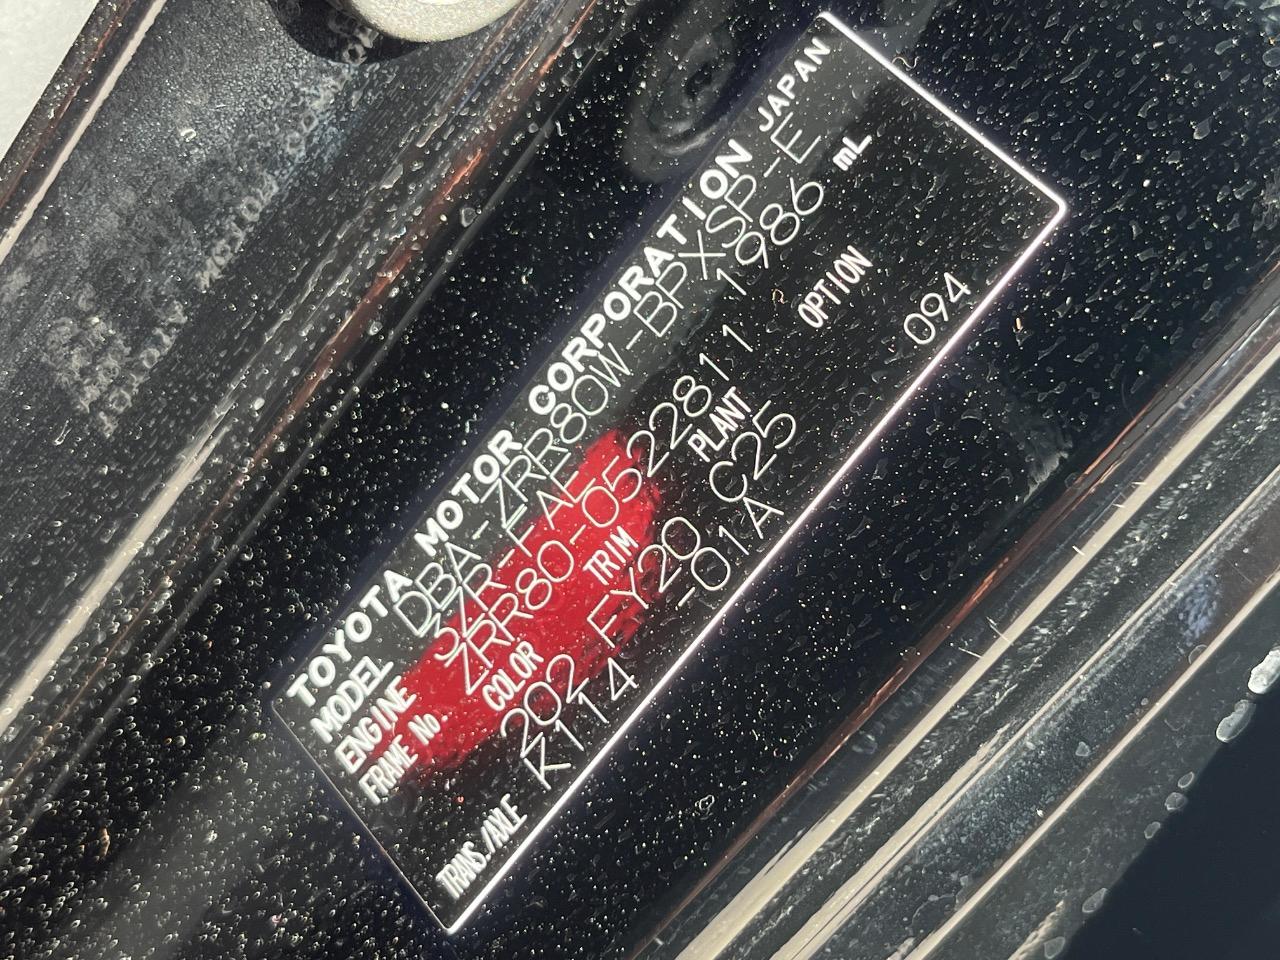 TOYOTA MOTOR CORPORATION JAPAN
MODEL DBA-ZRR80W-BPXSP-E
ENGINE 3ZR-FAE 1986 mL
FRAME No. ZRR80-0522811
COLOR TRIM PLANT OPTION
202 FY20 C25 094
TRANS./AXLE K114 -01A